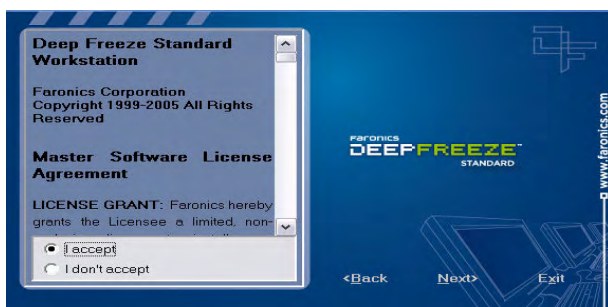 Deep Freeze Standard
Workstation
Faronics Corporation
Copyright 1999-2005 All Rights
Reserved
Master Software License
Agreement
LICENSE GRANT: Faronics hereby
grants the Licensee a limited, non-
I accept
I don't accept
Faronics
DEEPFREEZE™
STANDARD
www.faronics.com
<Back
Next>
Exit